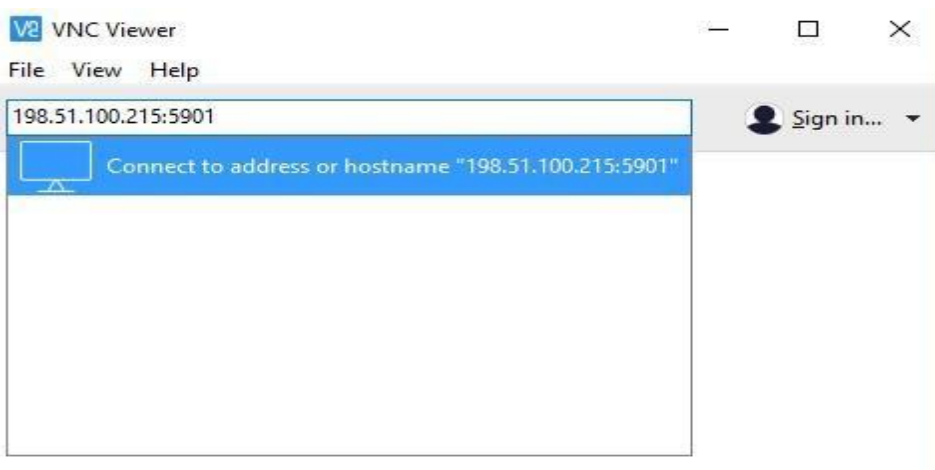 VNC Viewer
File View Help
198.51.100.215:5901
Sign in...
Connect to address or hostname "198.51.100.215:5901"